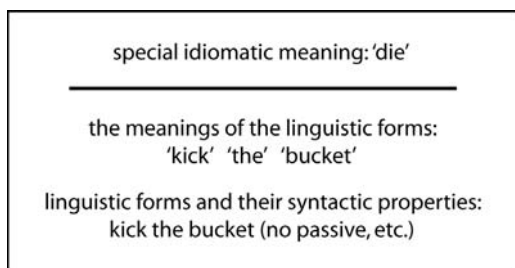 special idiomatic meaning: ‘die’
the meanings of the linguistic forms:
‘kick’ ‘the’ ‘bucket’
linguistic forms and their syntactic properties:
kick the bucket (no passive, etc.)